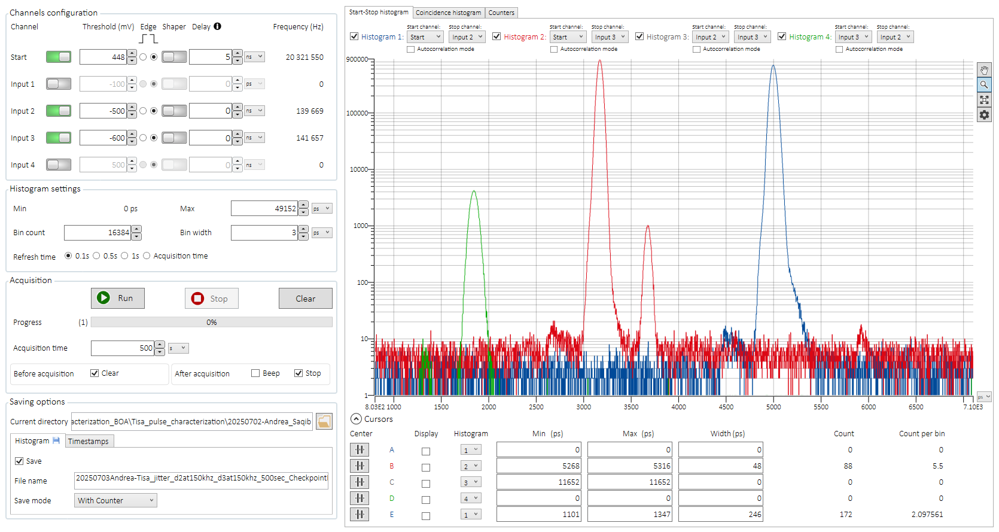 Channels configuration
Channel Threshold (mV) Edge Shaper Delay Frequency (Hz)
Start 448 5 ns 20 321 550
Input 1 -100 0 ps 0
Input 2 -500 0 ns 139 669
Input 3 -600 0 ns 141 657
Input 4 500 0 ns 0
Histogram settings
Min 0 ps Max 49152 ps
Bin count 16384 Bin width 3 ps
Refresh time 0.1s 0.5s 1s Acquisition time
Acquisition
Run Stop Clear
Progress (1) 0%
Acquisition time 500 s
Before acquisition Clear After acquisition Beep Stop
Saving options
Current directory acterization_BOA\Tisa_pulse_characterization\20250702-Andrea_Saqib
Histogram Timestamps
Save
File name 20250703Andrea-Tisa_jitter_d2at150khz_d3at150khz_500sec_Checkpoint
Save mode With Counter
Start-Stop histogram Coincidence histogram Counters
Start channel: Stop channel: Start channel: Stop channel: Start channel: Stop channel: Start channel: Stop channel:
Histogram 1: Start Input 2 Histogram 2: Start Input 3 Histogram 3: Input 2 Input 3 Histogram 4: Input 3 Input 2
Autocorrelation mode Autocorrelation mode Autocorrelation mode Autocorrelation mode
900000
100000
10000
1000
100
10
1
8.03E2 1000 1500 2000 2500 3000 3500 4000 4500 5000 5500 6000 6500 7.10E3
ps
Cursors
Center Display Histogram Min (ps) Max (ps) Width (ps) Count Count per bin
A 1 0 0 0 0 0
B 2 5268 5316 48 88 5.5
C 3 11652 11652 0 0 0
D 4 0 0 0 0 0
E 1 1101 1347 246 172 2.097561